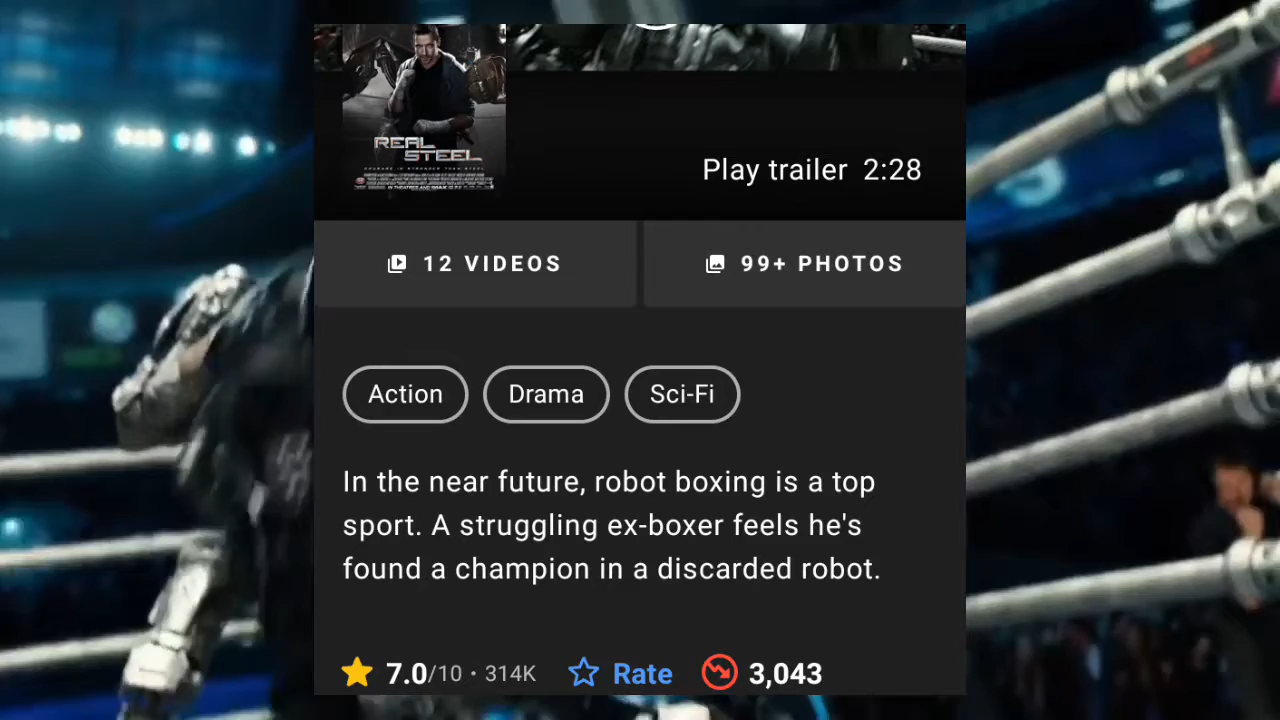 REAL
STEEL
Play trailer 2:28
12 VIDEOS
99+ PHOTOS
Action
Drama
Sci-Fi
In the near future, robot boxing is a top
sport. A struggling ex-boxer feels he's
found a champion in a discarded robot.
7.0/10 • 314K
Rate
3,043